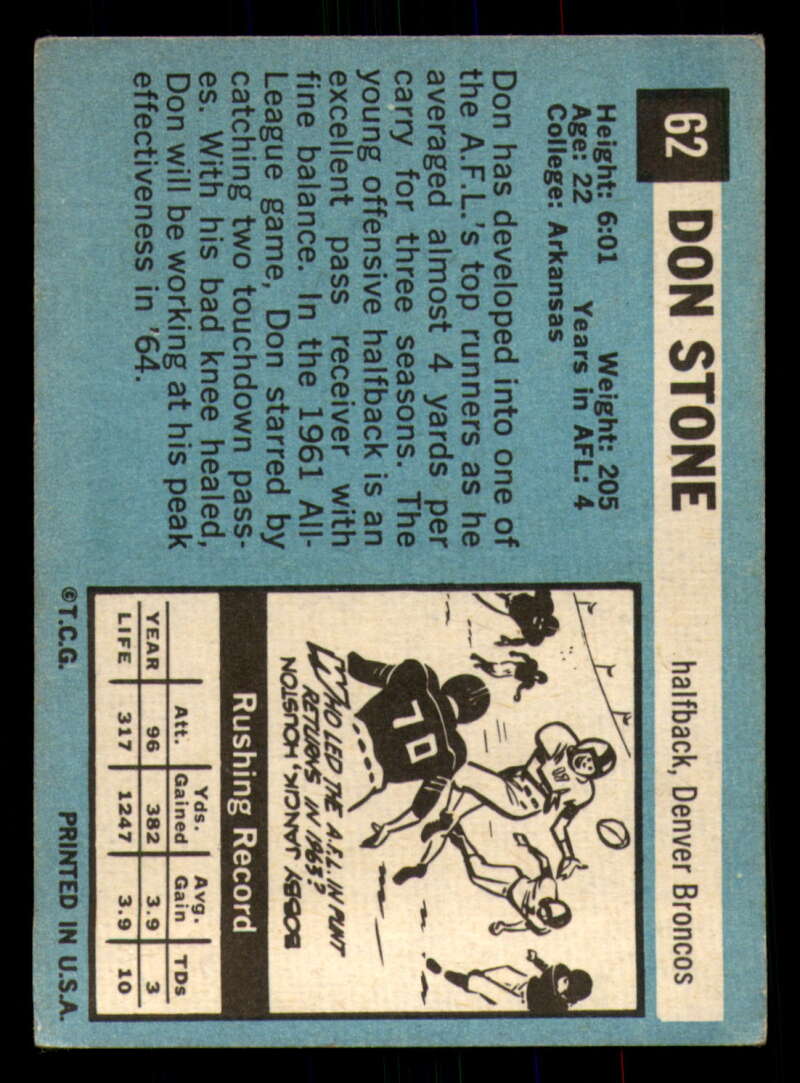 62 DON STONE halfback, Denver Broncos
Height: 6:01 Weight: 205
Age: 22 Years in AFL: 4
College: Arkansas
Don has developed into one of
the A.F.L.'s top runners as he
averaged almost 4 yards per
carry for three seasons. The
young offensive halfback is an
excellent pass receiver with
fine balance. In the 1961 All-
League game, Don starred by
catching two touchdown pass-
es. With his bad knee healed,
Don will be working at his peak
effectiveness in '64.
70
WHO LED THE A.F.L. IN PUNT
RETURNS IN 1963?
BOBBY JANCIK, HOUSTON
Rushing Record
Att. Yds. Gained Avg. Gain TDs
YEAR 96 382 3.9 3
LIFE 317 1247 3.9 10
©T.C.G. PRINTED IN U.S.A.